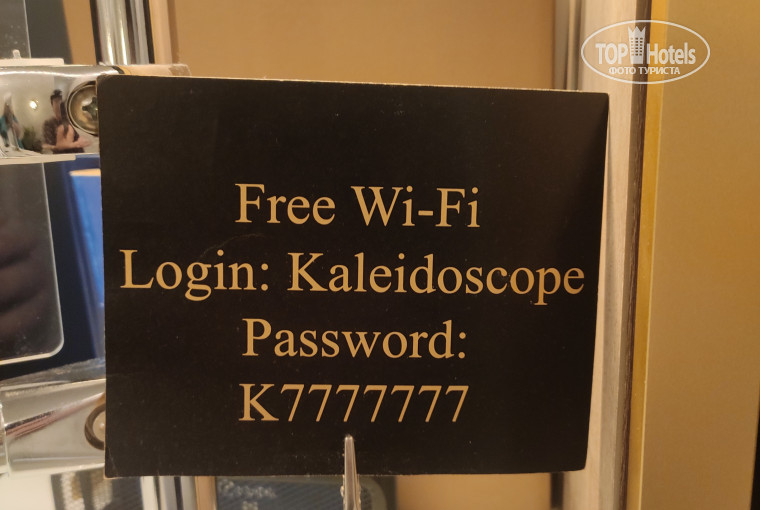 TOP Hotels
ФОТО ТУРИСТА
Free Wi-Fi
Login: Kaleidoscope
Password:
K7777777